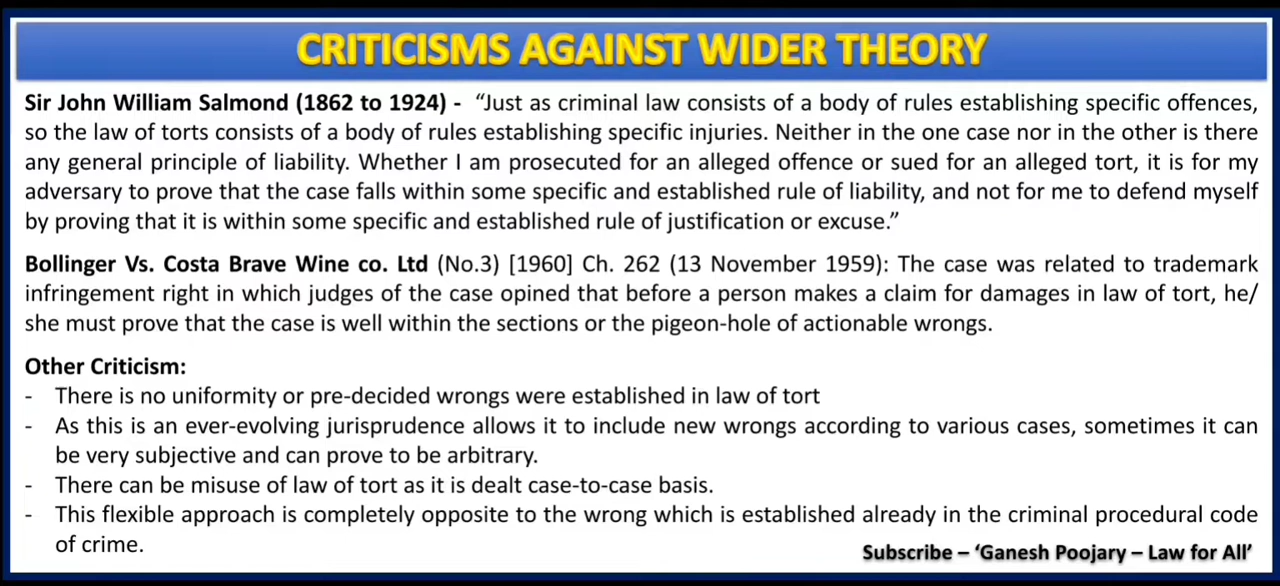 CRITICISMS AGAINST WIDER THEORY
Sir John William Salmond (1862 to 1924) - “Just as criminal law consists of a body of rules establishing specific offences,
so the law of torts consists of a body of rules establishing specific injuries. Neither in the one case nor in the other is there
any general principle of liability. Whether I am prosecuted for an alleged offence or sued for an alleged tort, it is for my
adversary to prove that the case falls within some specific and established rule of liability, and not for me to defend myself
by proving that it is within some specific and established rule of justification or excuse.”
Bollinger Vs. Costa Brave Wine co. Ltd (No.3) [1960] Ch. 262 (13 November 1959): The case was related to trademark
infringement right in which judges of the case opined that before a person makes a claim for damages in law of tort, he/
she must prove that the case is well within the sections or the pigeon-hole of actionable wrongs.
Other Criticism:
- There is no uniformity or pre-decided wrongs were established in law of tort
- As this is an ever-evolving jurisprudence allows it to include new wrongs according to various cases, sometimes it can
be very subjective and can prove to be arbitrary.
- There can be misuse of law of tort as it is dealt case-to-case basis.
- This flexible approach is completely opposite to the wrong which is established already in the criminal procedural code
of crime.
Subscribe – ‘Ganesh Poojary – Law for All’